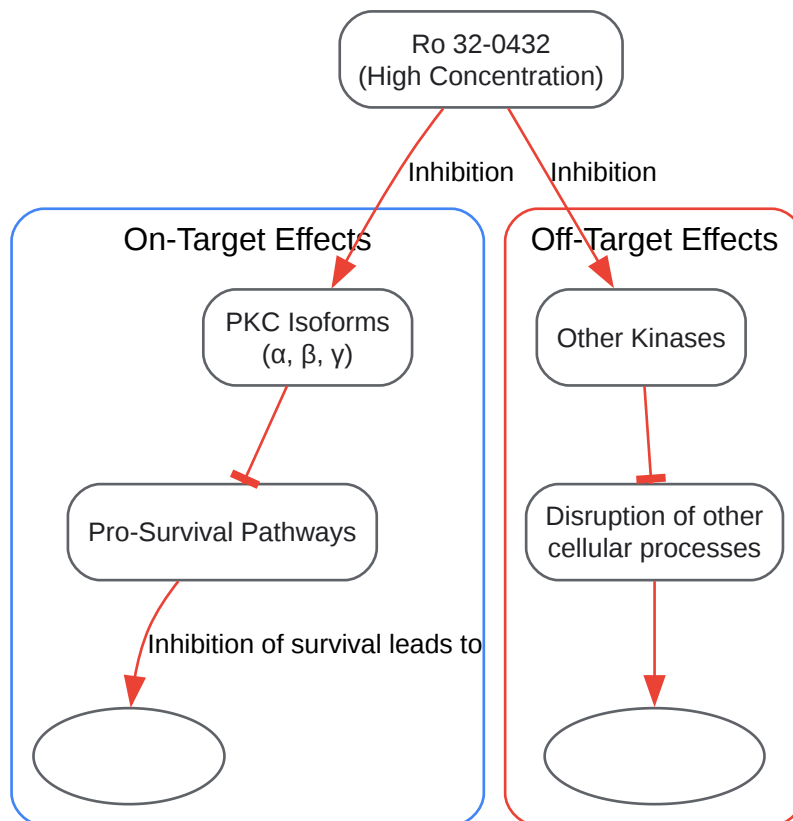 Ro 32-0432
(High Concentration)
Inhibition
Inhibition
On-Target Effects
Off-Target Effects
PKC Isoforms
(α, β, γ)
Other Kinases
Pro-Survival Pathways
Disruption of other
cellular processes
Inhibition of survival leads to